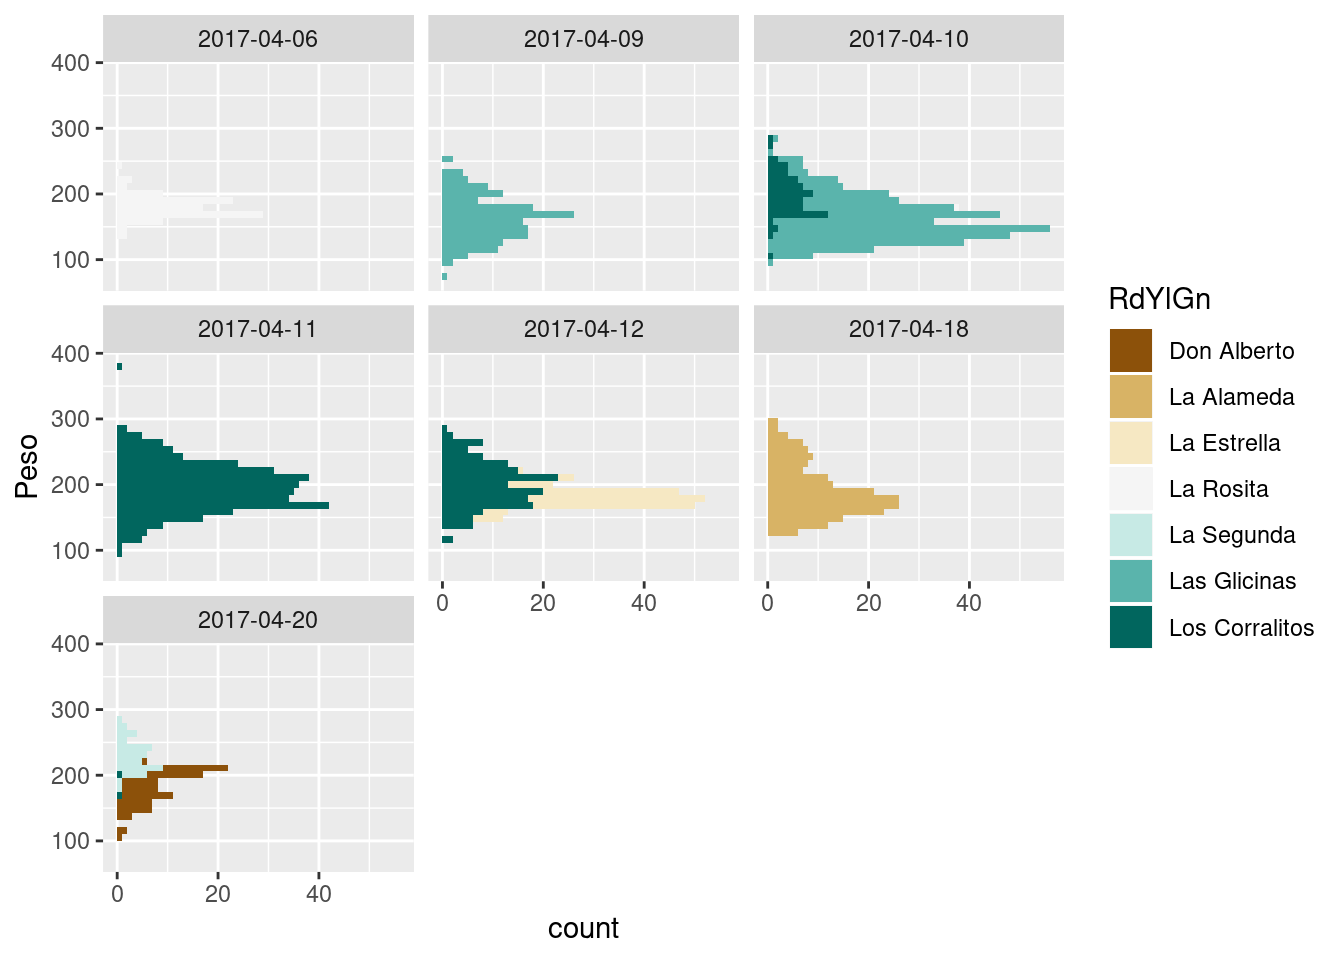 2017-04-06 2017-04-09 2017-04-10
400
300
200
100
2017-04-11 2017-04-12 2017-04-18
400
300
200
100
0 20 40 0 20 40
2017-04-20
400
300
200
100
0 20 40
Peso
count
RdYlGn
Don Alberto
La Alameda
La Estrella
La Rosita
La Segunda
Las Glicinas
Los Corralitos